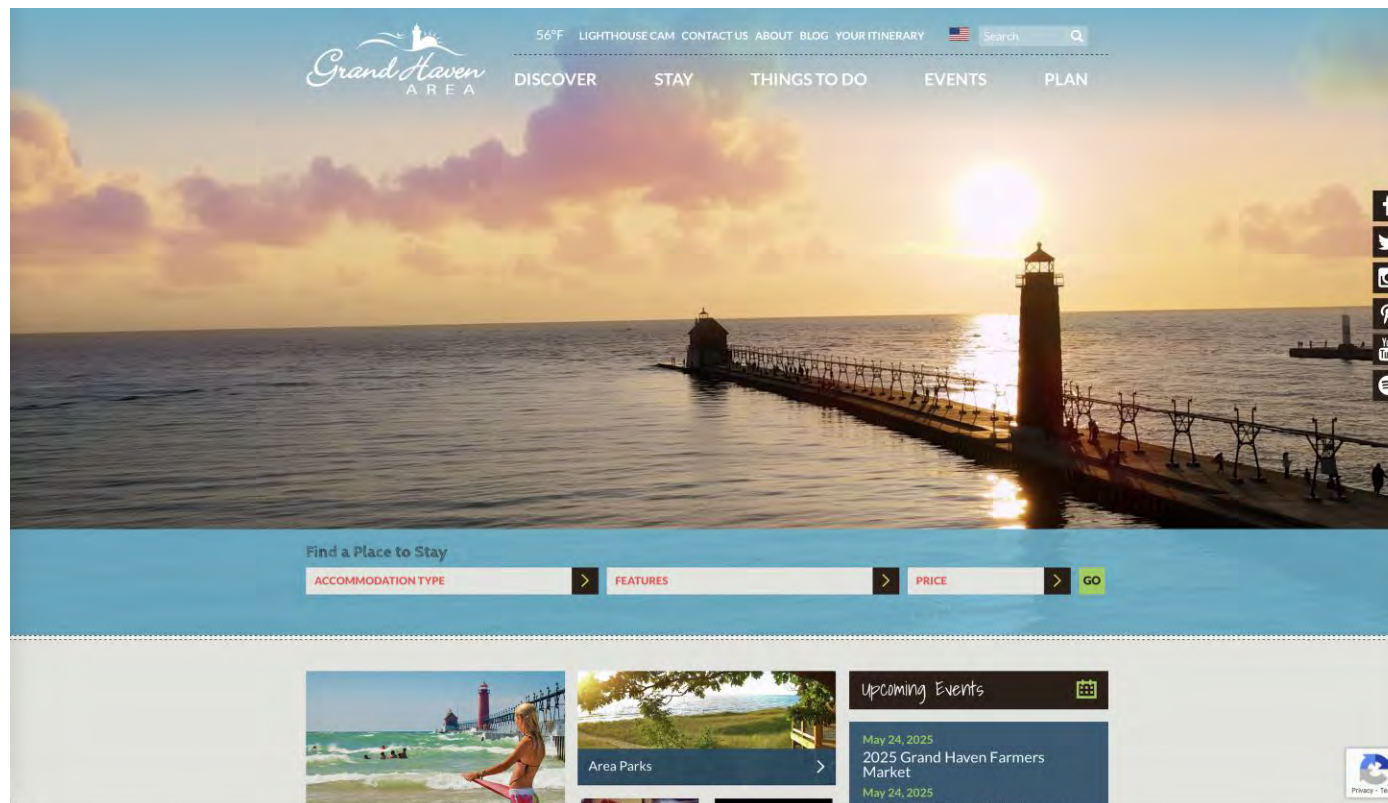 Grand Haven
AREA
56°F LIGHTHOUSE CAM CONTACT US ABOUT BLOG YOUR ITINERARY Search
DISCOVER STAY THINGS TO DO EVENTS PLAN
Find a Place to Stay
ACCOMMODATION TYPE FEATURES PRICE GO
Upcoming Events
May 24, 2025
2025 Grand Haven Farmers
Market
May 24, 2025
Area Parks
Privacy